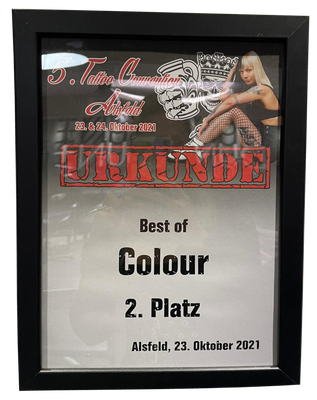 3. Tattoo Convention
Alsfeld
23. & 24. Oktober 2021
URKUNDE
Best of
Colour
2. Platz
Alsfeld, 23. Oktober 2021